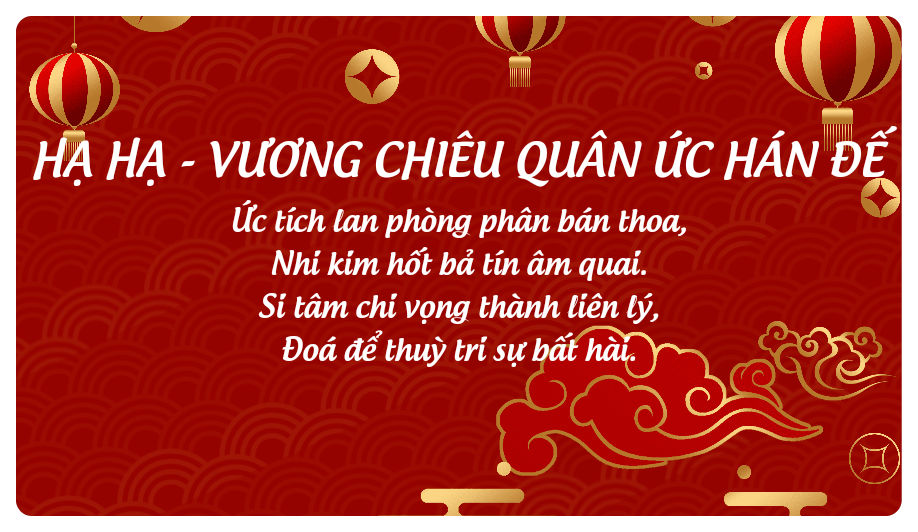 HẠ HẠ - VƯƠNG CHIÊU QUÂN ỨC HÁN ĐẾ
Ức tích lan phòng phân bán thoa,
Nhi kim hốt bả tín âm quai.
Si tâm chỉ vọng thành liên lý,
Đoá để thuỳ tri sự bất hài.